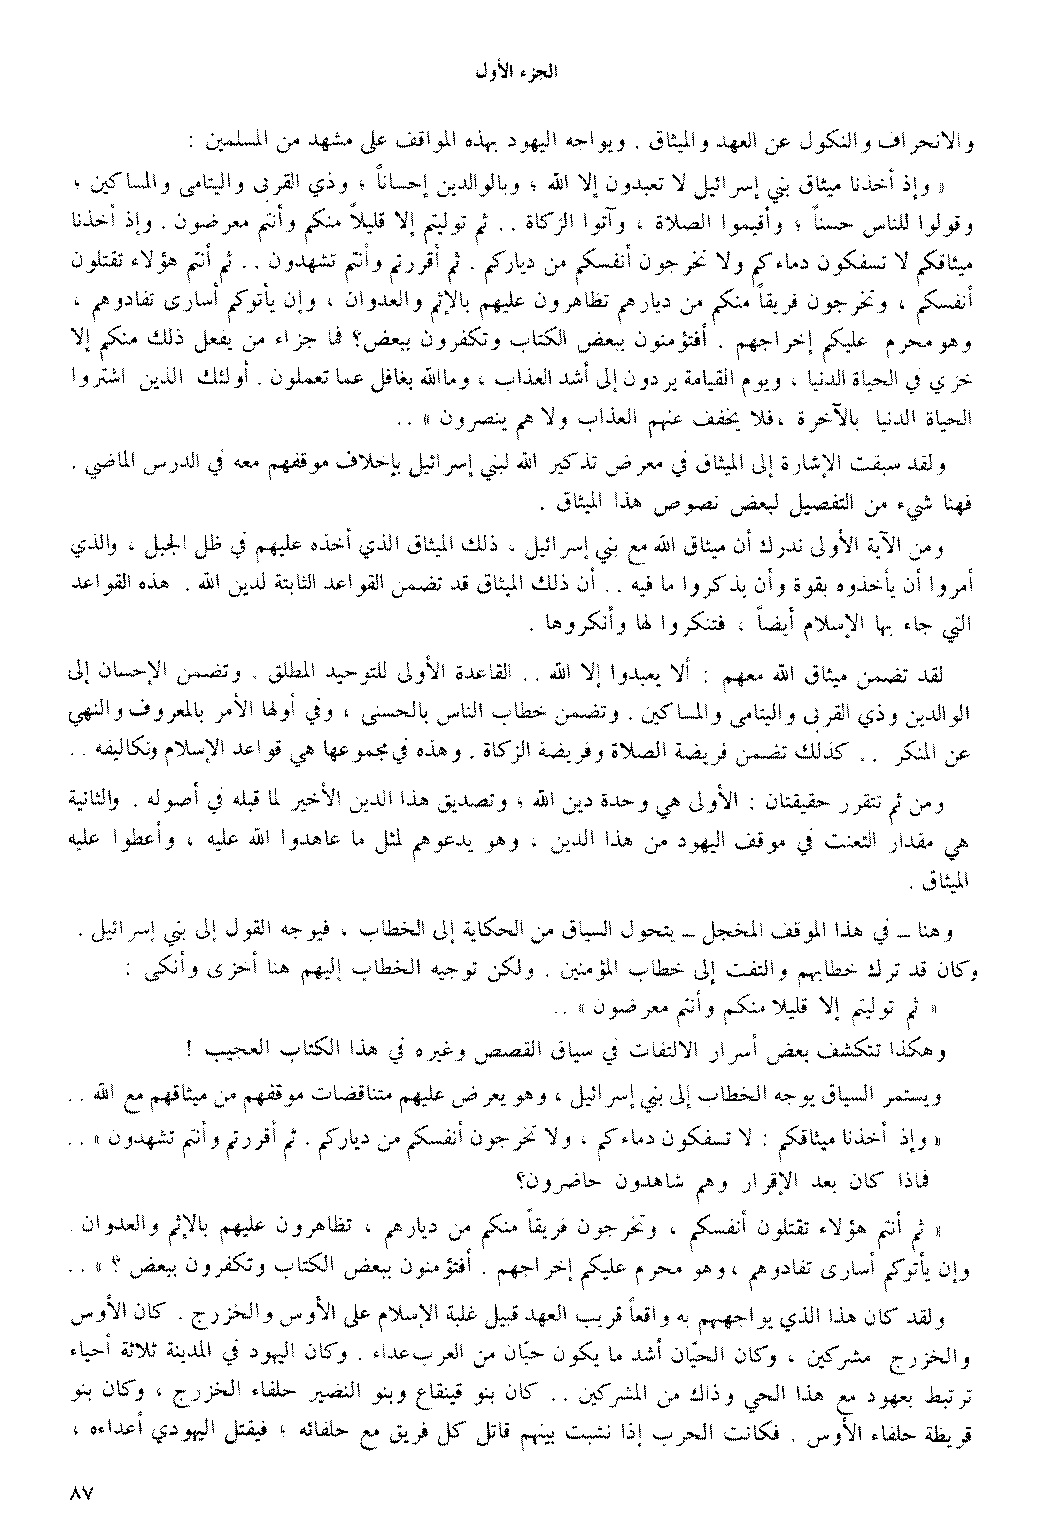 الجزء الأول
والانحراف والنكول عن العهد والميثاق . ويواجه اليهود بهذه المواقف على مشهد من المسلمين :
« وإذ أخذنا ميثاق بني إسرائيل لا تعبدون إلا الله ؛ وبالوالدين إحساناً ؛ وذي القربى واليتامى والمساكين ؛
وقولوا للناس حسناً ؛ وأقيموا الصلاة ، وآتوا الزكاة .. ثم توليتم إلا قليلاً منكم وأنتم معرضون . وإذ أخذنا
ميثاقكم لا تسفكون دماءكم ولا تخرجون أنفسكم من دياركم . ثم أقررتم وأنتم تشهدون .. ثم أنتم هؤلاء تقتلون
أنفسكم ، وتخرجون فريقاً منكم من ديارهم تظاهرون عليهم بالإثم والعدوان ، وإن يأتوكم أسارى تفادوهم ،
وهو محرم عليكم إخراجهم . أفتؤمنون ببعض الكتاب وتكفرون ببعض؟ فما جزاء من يفعل ذلك منكم إلا
خزي في الحياة الدنيا ، ويوم القيامة يردون إلى أشد العذاب ، وما الله بغافل عما تعملون . أولئك الذين اشتروا
الحياة الدنيا بالآخرة ، فلا يخفف عنهم العذاب ولا هم ينصرون » ..
ولقد سبقت الإشارة إلى الميثاق في معرض تذكير الله لبني إسرائيل بإخلاف موقفهم معه في الدرس الماضي .
فهنا شيء من التفصيل لبعض نصوص هذا الميثاق .
ومن الآية الأولى ندرك أن ميثاق الله مع بني إسرائيل ، ذلك الميثاق الذي أخذه عليهم في ظل الجبل ، والذي
أمروا أن يأخذوه بقوة وأن يذكروا ما فيه .. أن ذلك الميثاق قد تضمن القواعد الثابتة لدين الله . هذه القواعد
التي جاء بها الإسلام أيضاً ، فتنكروا لها وأنكروها .
لقد تضمن ميثاق الله معهم : ألا يعبدوا إلا الله .. القاعدة الأولى للتوحيد المطلق . وتضمن الإحسان إلى
الوالدين وذي القربى واليتامى والمساكين . وتضمن خطاب الناس بالحسنى ، وفي أولها الأمر بالمعروف والنهي
عن المنكر .. كذلك تضمن فريضة الصلاة وفريضة الزكاة . وهذه في مجموعها هي قواعد الإسلام وتكاليفه ..
ومن ثم تتقرر حقيقتان : الأولى هي وحدة دين الله ؛ وتصديق هذا الدين الأخير لما قبله في أصوله . والثانية
هي مقدار التعنت في موقف اليهود من هذا الدين ، وهو يدعوهم لمثل ما عاهدوا الله عليه ، وأعطوا عليه
الميثاق .
وهنا – في هذا الموقف المخجل – يتحول السياق من الحكاية إلى الخطاب ، فيوجه القول إلى بني إسرائيل .
وكان قد ترك خطابهم والتفت إلى خطاب المؤمنين . ولكن توجيه الخطاب إليهم هنا أخزى وأنكى :
« ثم توليتم إلا قليلا منكم وأنتم معرضون » ..
وهكذا تتكشف بعض أسرار الالتفات في سياق القصص وغيره في هذا الكتاب العجيب !
ويستمر السياق يوجه الخطاب إلى بني إسرائيل ، وهو يعرض عليهم متناقضات موقفهم من ميثاقهم مع الله ..
« وإذ أخذنا ميثاقكم : لا تسفكون دماءكم ، ولا تخرجون أنفسكم من دياركم . ثم أقررتم وأنتم تشهدون » ..
فماذا كان بعد الإقرار وهم شاهدون حاضرون؟
« ثم أنتم هؤلاء تقتلون أنفسكم ، وتخرجون فريقاً منكم من ديارهم ، تظاهرون عليهم بالإثم والعدوان .
وإن يأتوكم أسارى تفادوهم ، وهو محرم عليكم إخراجهم . أفتؤمنون ببعض الكتاب وتكفرون ببعض ؟ » ..
ولقد كان هذا الذي يواجههم به واقعاً قريب العهد قبيل غلبة الإسلام على الأوس والخزرج . كان الأوس
والخزرج مشركين ، وكان الحيّان أشد ما يكون حيّان من العرب عداء . وكان اليهود في المدينة ثلاثة أحياء
ترتبط بعهود مع هذا الحي وذاك من المشركين .. كان بنو قينقاع وبنو النضير حلفاء الخزرج ، وكان بنو
قريظة حلفاء الأوس . فكانت الحرب إذا نشبت بينهم قاتل كل فريق مع حلفائه ؛ فيقتل اليهودي أعداءه ،
٨٧